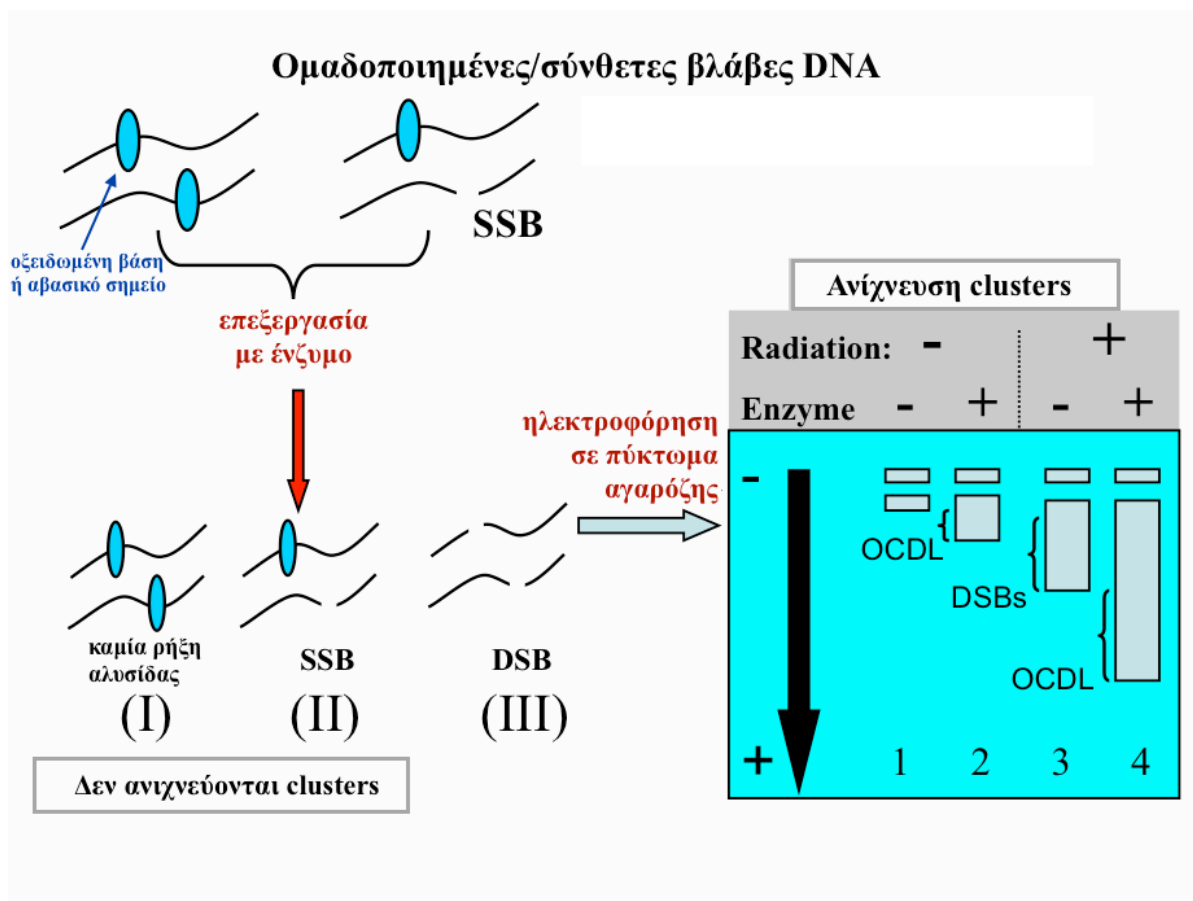 Ομαδοποιημένες/σύνθετες βλάβες DNA
SSB
οξειδωμένη βάση
ή αβασικό σημείο
επεξεργασία
με ένζυμο
Ανίχνευση clusters
Radiation: - +
Enzyme - + - +
ηλεκτροφόρηση
σε πύκτωμα
αγαρόζης
-
OCDL
DSBs
OCDL
+ 1 2 3 4
καμία ρήξη
αλυσίδας
SSB
DSB
(I) (II) (III)
Δεν ανιχνεύονται clusters